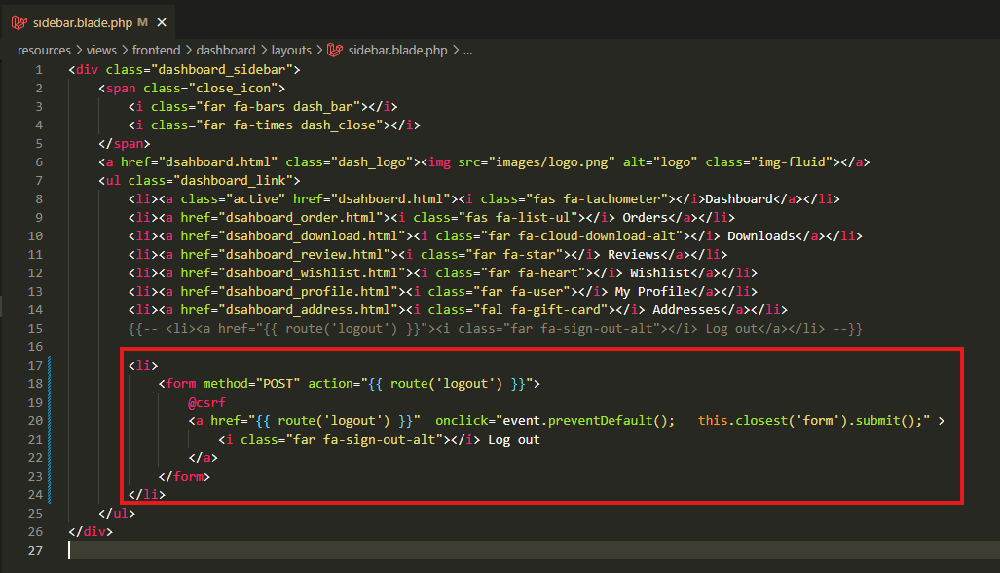 sidebar.blade.php M ×
resources > views > frontend > dashboard > layouts > sidebar.blade.php > ...
1 <div class="dashboard_sidebar">
2 <span class="close_icon">
3 <i class="far fa-bars dash_bar"></i>
4 <i class="far fa-times dash_close"></i>
5 </span>
6 <a href="dsahboard.html" class="dash_logo"><img src="images/logo.png" alt="logo" class="img-fluid"></a>
7 <ul class="dashboard_link">
8 <li><a class="active" href="dsahboard.html"><i class="fas fa-tachometer"></i>Dashboard</a></li>
9 <li><a href="dsahboard_order.html"><i class="fas fa-list-ul"></i> Orders</a></li>
10 <li><a href="dsahboard_download.html"><i class="far fa-cloud-download-alt"></i> Downloads</a></li>
11 <li><a href="dsahboard_review.html"><i class="far fa-star"></i> Reviews</a></li>
12 <li><a href="dsahboard_wishlist.html"><i class="far fa-heart"></i> Wishlist</a></li>
13 <li><a href="dsahboard_profile.html"><i class="far fa-user"></i> My Profile</a></li>
14 <li><a href="dsahboard_address.html"><i class="fal fa-gift-card"></i> Addresses</a></li>
15 {{-- <li><a href="{{ route('logout') }}"><i class="far fa-sign-out-alt"></i> Log out</a></li> --}}
16
17 <li>
18 <form method="POST" action="{{ route('logout') }}">
19 @csrf
20 <a href="{{ route('logout') }}"  onclick="event.preventDefault();   this.closest('form').submit();" >
21 <i class="far fa-sign-out-alt"></i> Log out
22 </a>
23 </form>
24 </li>
25 </ul>
26 </div>
27